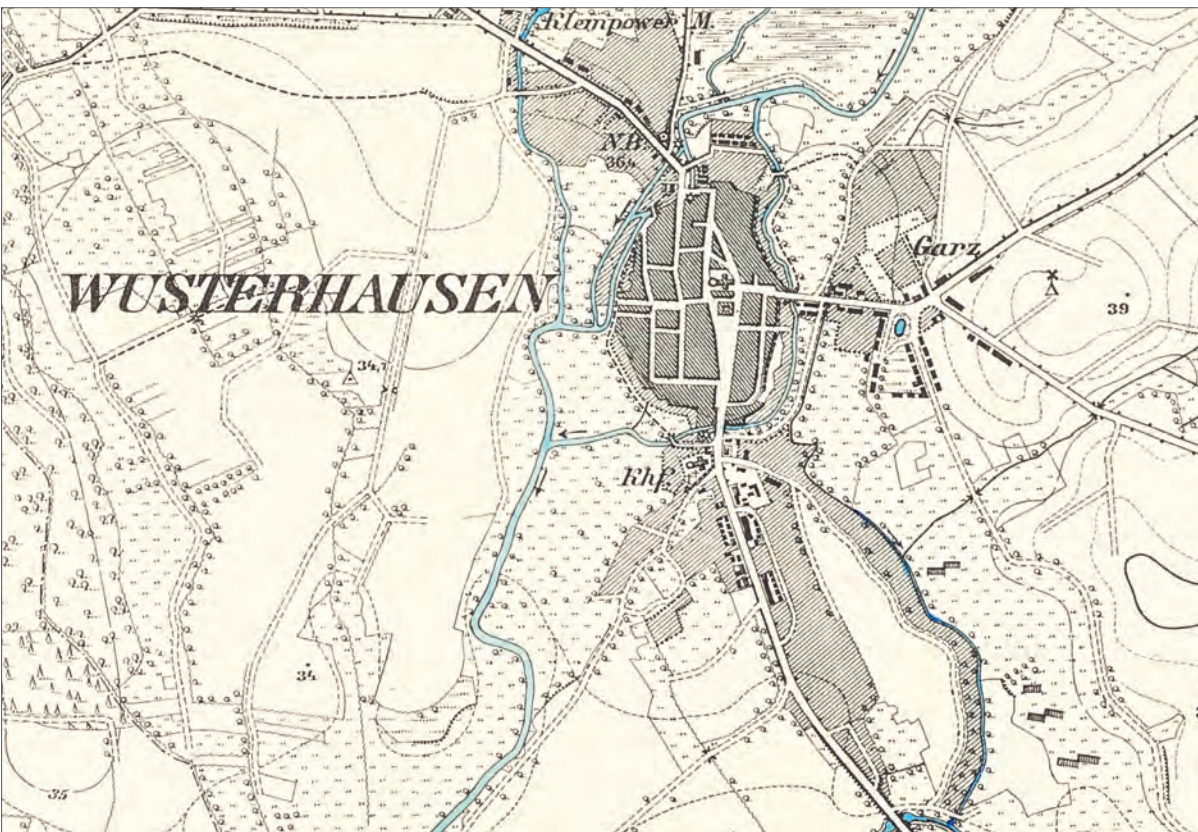 Klempower M.
N.B.
36,4
Garz
WUSTERHAUSEN
39
34,7
Khf.
34
35